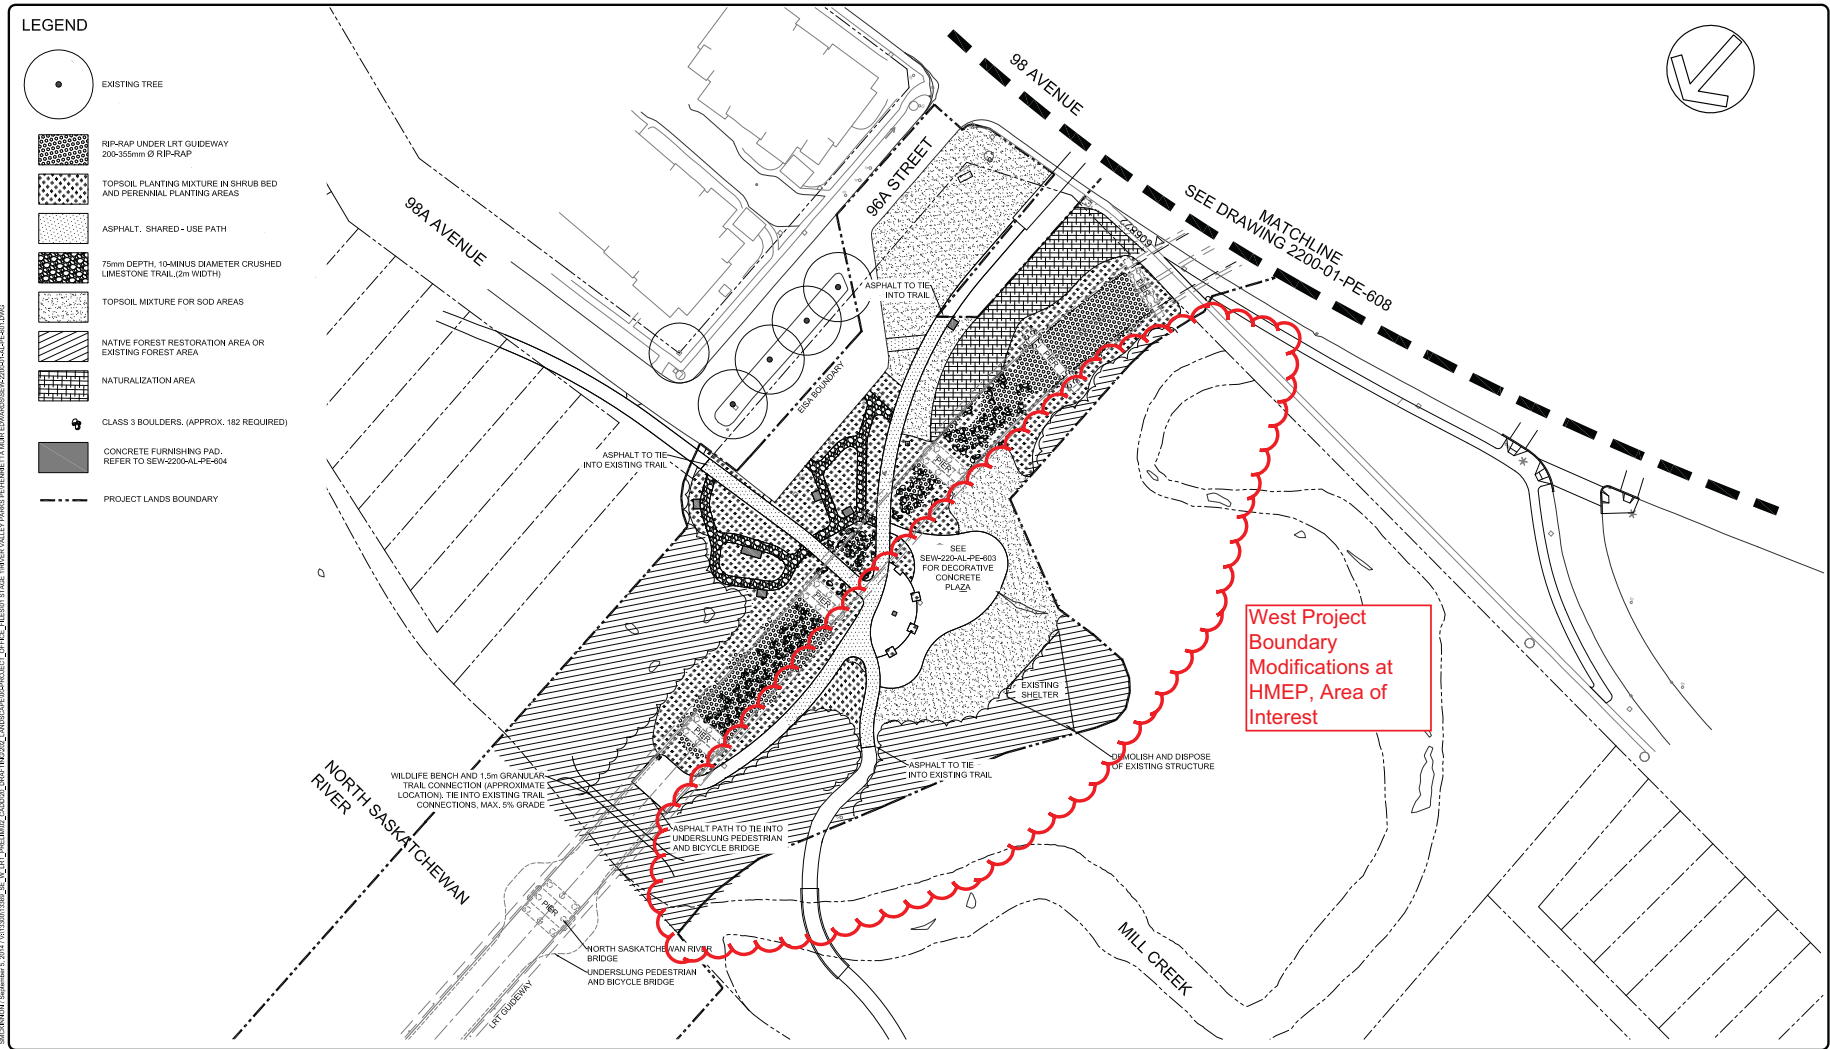 LEGEND
EXISTING TREE
RIP-RAP UNDER LRT GUIDEWAY
200-355mm Ø RIP-RAP
TOPSOIL PLANTING MIXTURE IN SHRUB BED
AND PERENNIAL PLANTING AREAS
ASPHALT. SHARED - USE PATH
75mm DEPTH, 10-MINUS DIAMETER CRUSHED
LIMESTONE TRAIL.(2m WIDTH)
TOPSOIL MIXTURE FOR SOD AREAS
NATIVE FOREST RESTORATION AREA OR
EXISTING FOREST AREA
NATURALIZATION AREA
CLASS 3 BOULDERS. (APPROX. 182 REQUIRED)
CONCRETE FURNISHING PAD.
REFER TO SEW-2200-AL-PE-604
PROJECT LANDS BOUNDARY
98 AVENUE
96A STREET
98A AVENUE
MATCHLINE
SEE DRAWING 2200-01-PE-608
608822
ASPHALT TO TIE
INTO TRAIL
EISA BOUNDARY
ASPHALT TO TIE
INTO EXISTING TRAIL
PIER
PIER
PIER
PIER
PIER
SEE
SEW-220-AL-PE-603
FOR DECORATIVE
CONCRETE
PLAZA
West Project
Boundary
Modifications at
HMEP, Area of
Interest
EXISTING
SHELTER
DEMOLISH AND DISPOSE
OF EXISTING STRUCTURE
ASPHALT TO TIE
INTO EXISTING TRAIL
WILDLIFE BENCH AND 1.5m GRANULAR
TRAIL CONNECTION (APPROXIMATE
LOCATION). TIE INTO EXISTING TRAIL
CONNECTIONS, MAX. 5% GRADE
ASPHALT PATH TO TIE INTO
UNDERSLUNG PEDESTRIAN
AND BICYCLE BRIDGE
NORTH SASKATCHEWAN
RIVER
NORTH SASKATCHEWAN RIVER
BRIDGE
UNDERSLUNG PEDESTRIAN
AND BICYCLE BRIDGE
LRT GUIDEWAY
MILL CREEK